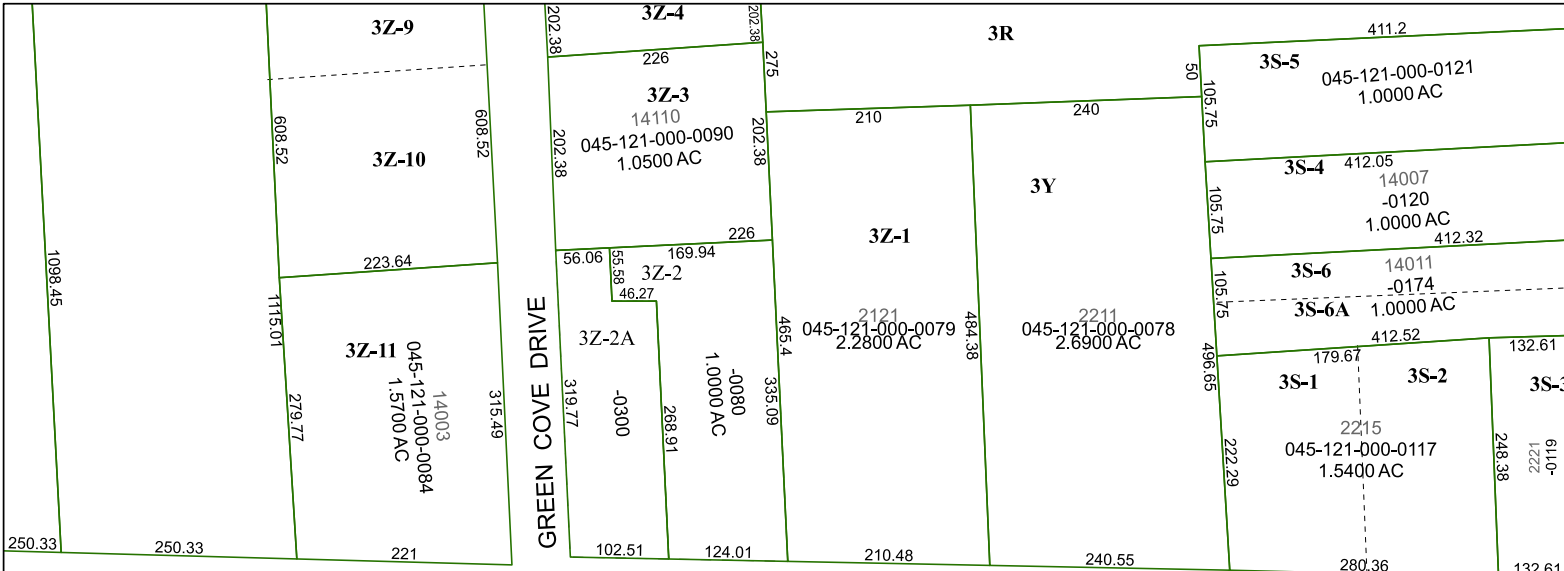 3Z-9
3Z-4
3R
411.2
202.38
202.38
226
275
50
3S-5
045-121-000-0121
1.0000 AC
105.75
3Z-3
14110
045-121-000-0090
1.0500 AC
202.38
202.38
210
240
608.52
608.52
3Z-10
3S-4
412.05
14007
-0120
1.0000 AC
105.75
3Y
3Z-1
226
412.32
1098.45
223.64
56.06
55.58
169.94
3Z-2
46.27
3S-6
14011
-0174
105.75
3S-6A
1.0000 AC
412.52
1115.01
3Z-11
14003
045-121-000-0084
1.5700 AC
279.77
315.49
GREEN COVE DRIVE
3Z-2A
-0300
319.77
268.91
-0080
1.0000 AC
465.4
335.09
2121
045-121-000-0079
2.2800 AC
484.38
2211
045-121-000-0078
2.6900 AC
496.65
179.67
132.61
3S-1
3S-2
3S-3
2215
045-121-000-0117
1.5400 AC
222.29
248.38
2221
-0119
250.33
250.33
221
102.51
124.01
210.48
240.55
280.36
132.61